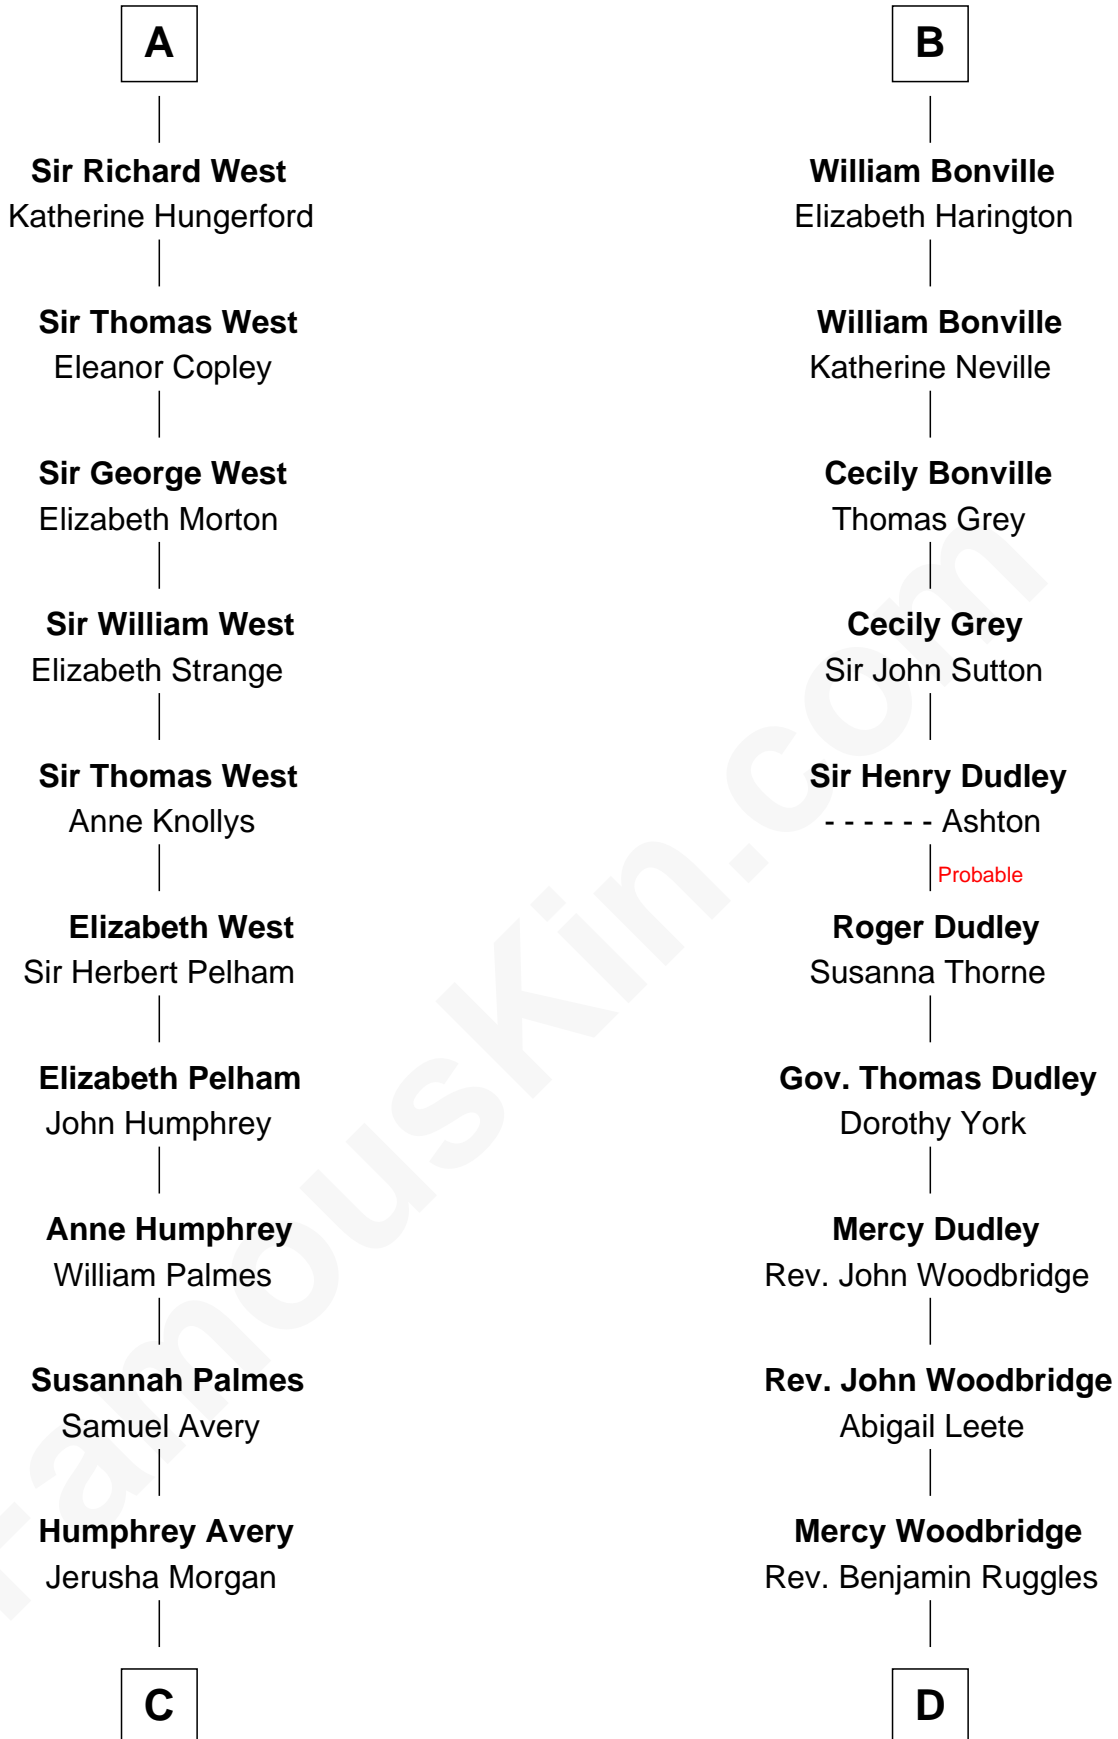 A
Sir Richard West
Katherine Hungerford
Sir Thomas West
Eleanor Copley
Sir George West
Elizabeth Morton
Sir William West
Elizabeth Strange
Sir Thomas West
Anne Knollys
Elizabeth West
Sir Herbert Pelham
Elizabeth Pelham
John Humphrey
Anne Humphrey
William Palmes
Susannah Palmes
Samuel Avery
Humphrey Avery
Jerusha Morgan
C
B
William Bonville
Elizabeth Harington
William Bonville
Katherine Neville
Cecily Bonville
Thomas Grey
Cecily Grey
Sir John Sutton
Sir Henry Dudley
- - - - - - Ashton
Probable
Roger Dudley
Susanna Thorne
Gov. Thomas Dudley
Dorothy York
Mercy Dudley
Rev. John Woodbridge
Rev. John Woodbridge
Abigail Leete
Mercy Woodbridge
Rev. Benjamin Ruggles
D
FamousKin.com